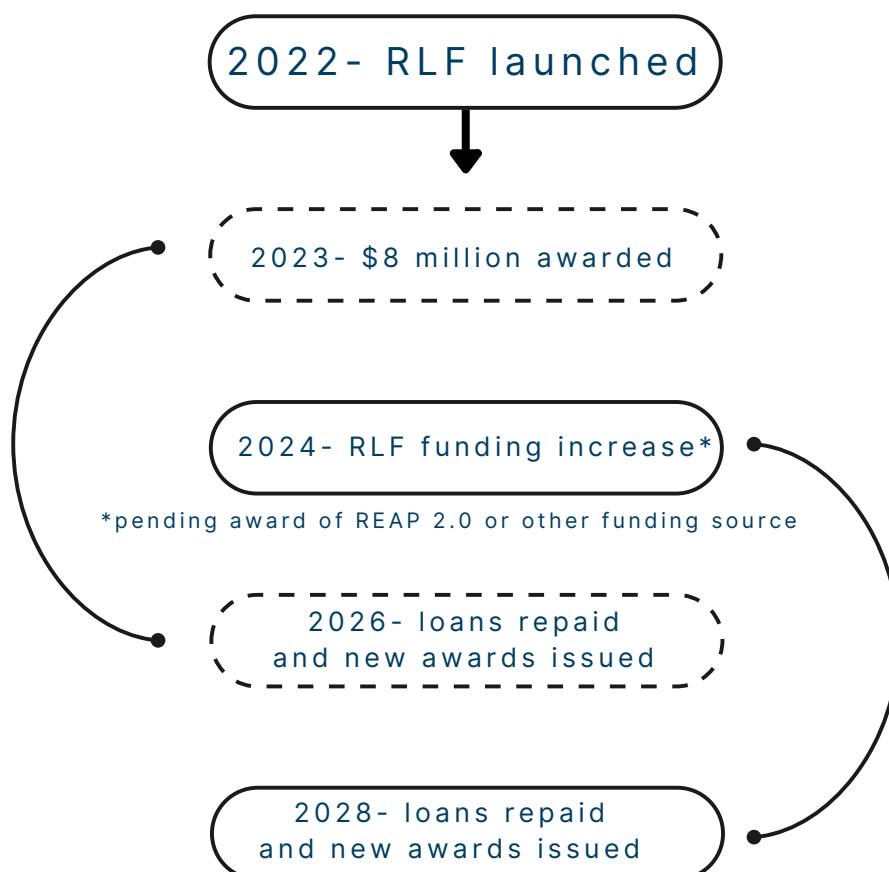 2022- RLF launched
2023- $8 million awarded
2024- RLF funding increase*
*pending award of REAP 2.0 or other funding source
2026- loans repaid
and new awards issued
2028- loans repaid
and new awards issued